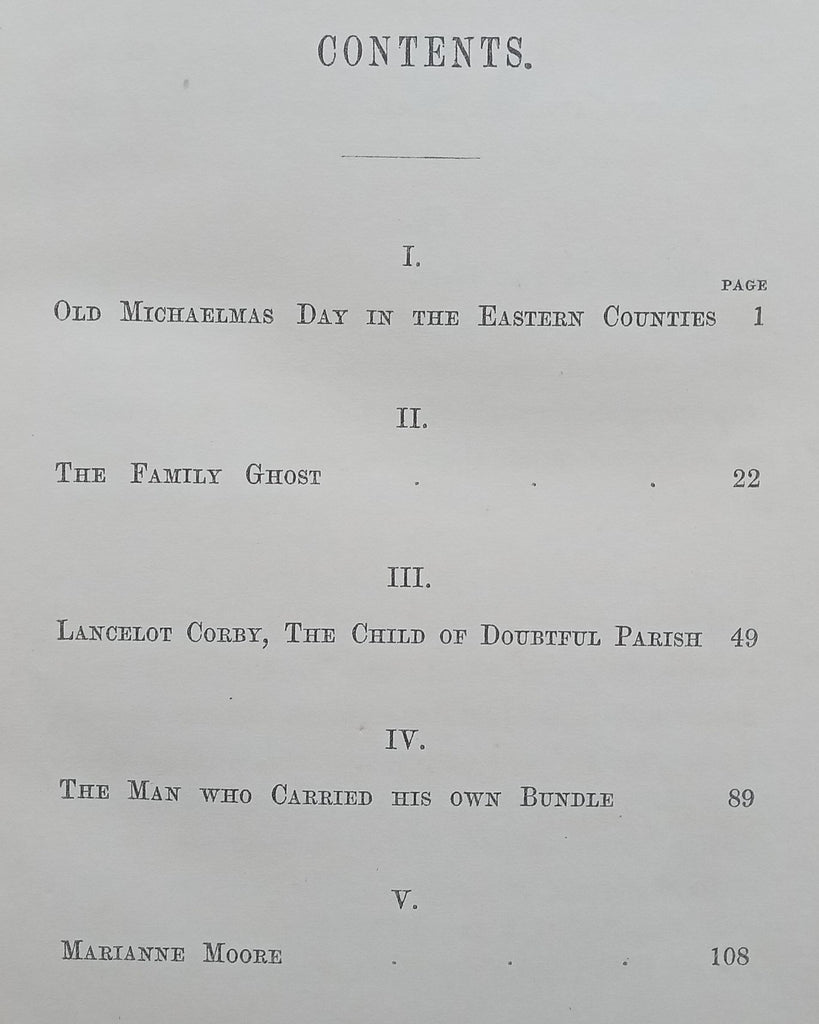 CONTENTS.
I.
PAGE
Old Michaelmas Day in the Eastern Counties 1
II.
The Family Ghost . . . 22
III.
Lancelot Corby, The Child of Doubtful Parish 49
IV.
The Man who Carried his own Bundle 89
V.
Marianne Moore . . . 108